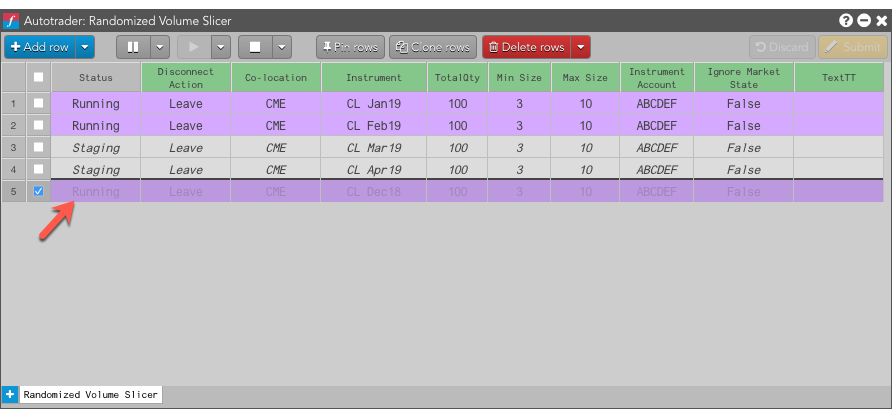 Autotrader: Randomized Volume Slicer
Add row Pin rows Clone rows Delete rows Discard Submit
Status Disconnect Action Co-location Instrument TotalQty Min Size Max Size Instrument Account Ignore Market State TextTT
1 Running Leave CME CL Jan19 100 3 10 ABCDEF False
2 Running Leave CME CL Feb19 100 3 10 ABCDEF False
3 Staging Leave CME CL Mar19 100 3 10 ABCDEF False
4 Staging Leave CME CL Apr19 100 3 10 ABCDEF False
5 Running Leave CME CL Dec18 100 3 10 ABCDEF False
Randomized Volume Slicer